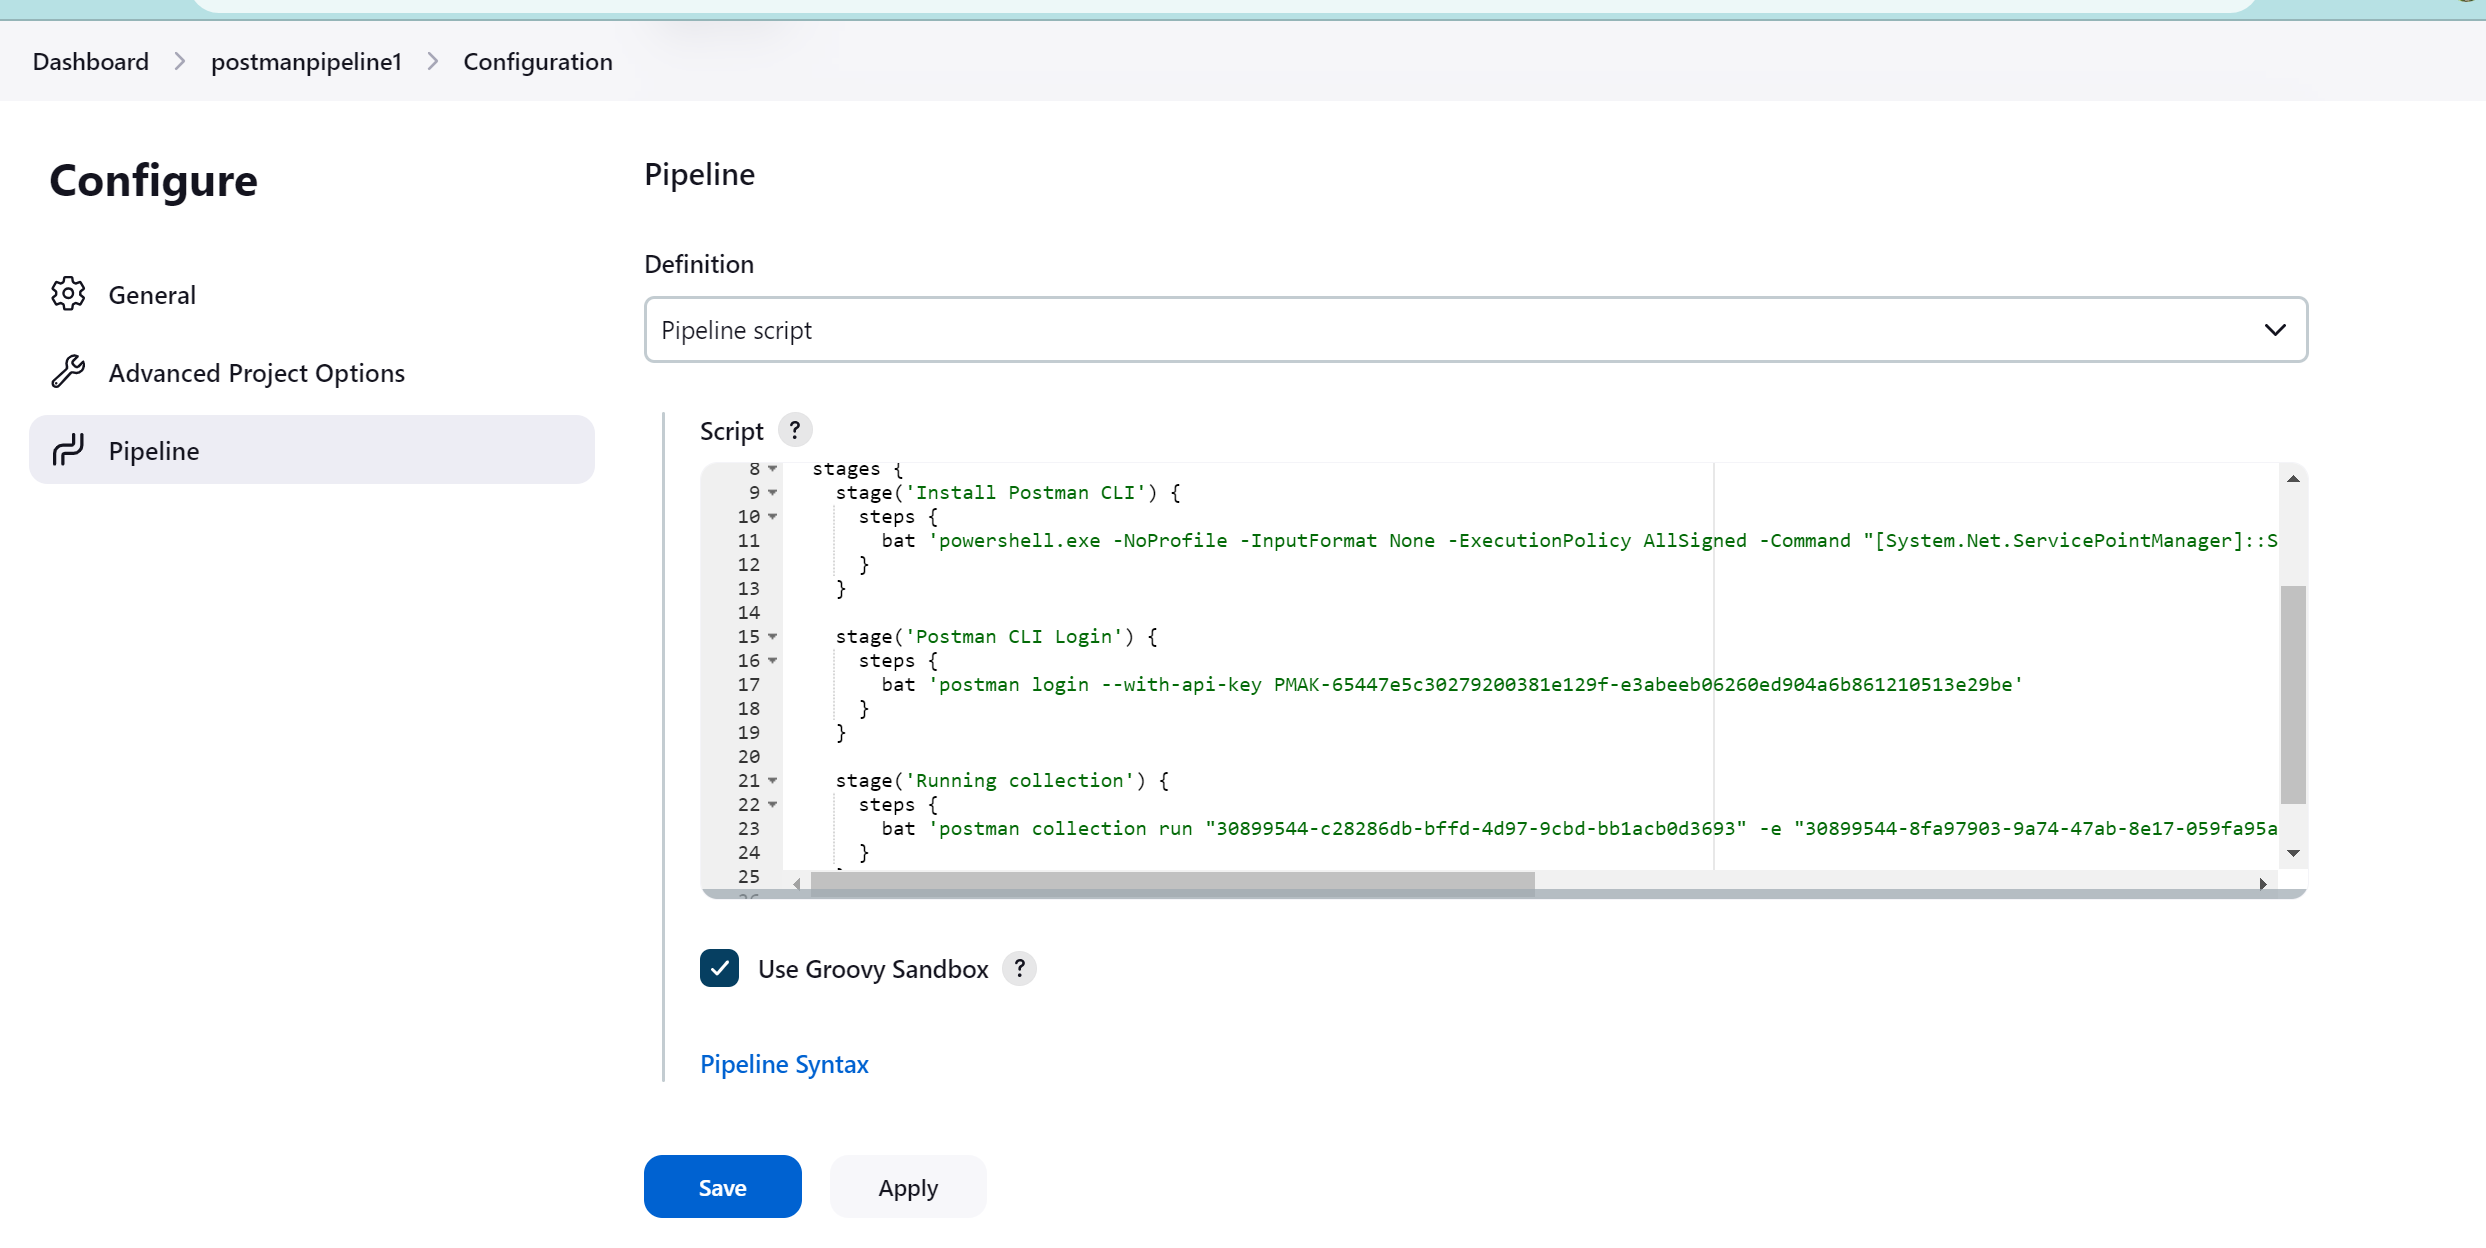 Dashboard > postmanpipeline1 > Configuration
Configure
General
Advanced Project Options
Pipeline
Pipeline
Definition
Pipeline script
Script ?
8 stages {
9 stage('Install Postman CLI') {
10 steps {
11 bat 'powershell.exe -NoProfile -InputFormat None -ExecutionPolicy AllSigned -Command "[System.Net.ServicePointManager]::S
12 }
13 }
14
15 stage('Postman CLI Login') {
16 steps {
17 bat 'postman login --with-api-key PMAK-65447e5c30279200381e129f-e3abeeb06260ed904a6b861210513e29be'
18 }
19 }
20
21 stage('Running collection') {
22 steps {
23 bat 'postman collection run "30899544-c28286db-bffd-4d97-9cbd-bb1acb0d3693" -e "30899544-8fa97903-9a74-47ab-8e17-059fa95a
24 }
25
Use Groovy Sandbox ?
Pipeline Syntax
Save
Apply